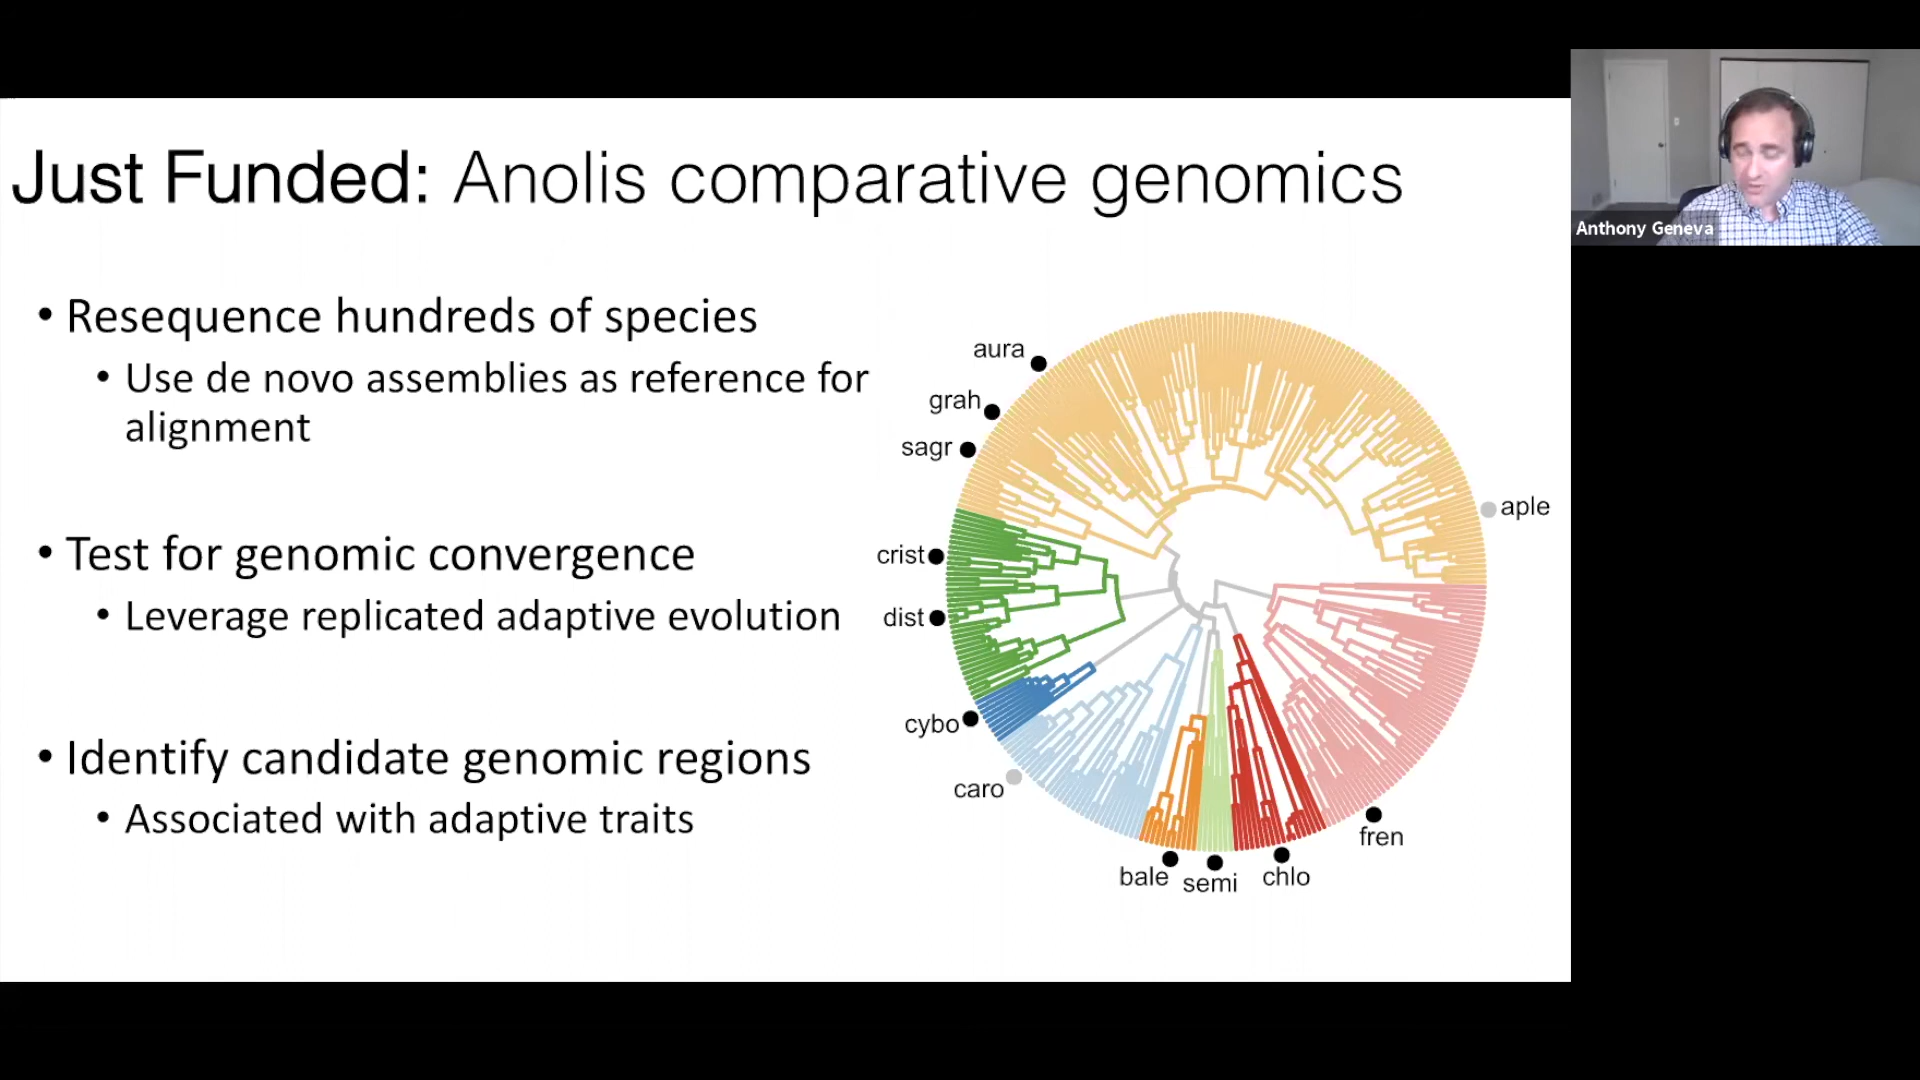 Just Funded: Anolis comparative genomics
Anthony Geneva
• Resequence hundreds of species
• Use de novo assemblies as reference for
alignment
• Test for genomic convergence
• Leverage replicated adaptive evolution
• Identify candidate genomic regions
• Associated with adaptive traits
aura
grah
sagr
aple
crist
dist
cybo
caro
fren
bale
semi
chlo